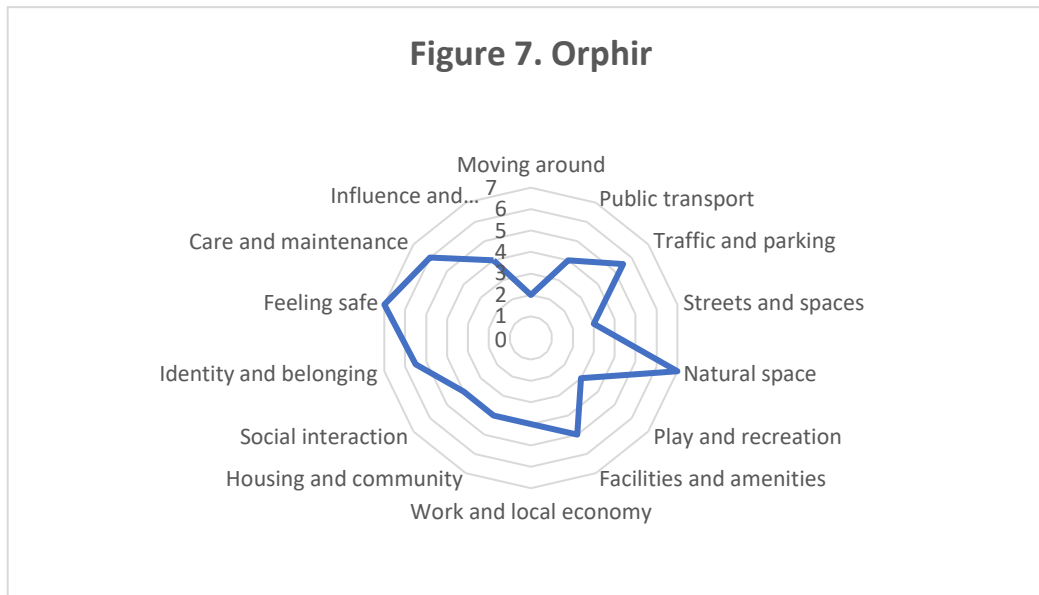 Figure 7. Orphir
Moving around
Public transport
Traffic and parking
Streets and spaces
Natural space
Play and recreation
Facilities and amenities
Work and local economy
Housing and community
Social interaction
Identity and belonging
Feeling safe
Care and maintenance
Influence and...
7
6
5
4
3
2
1
0